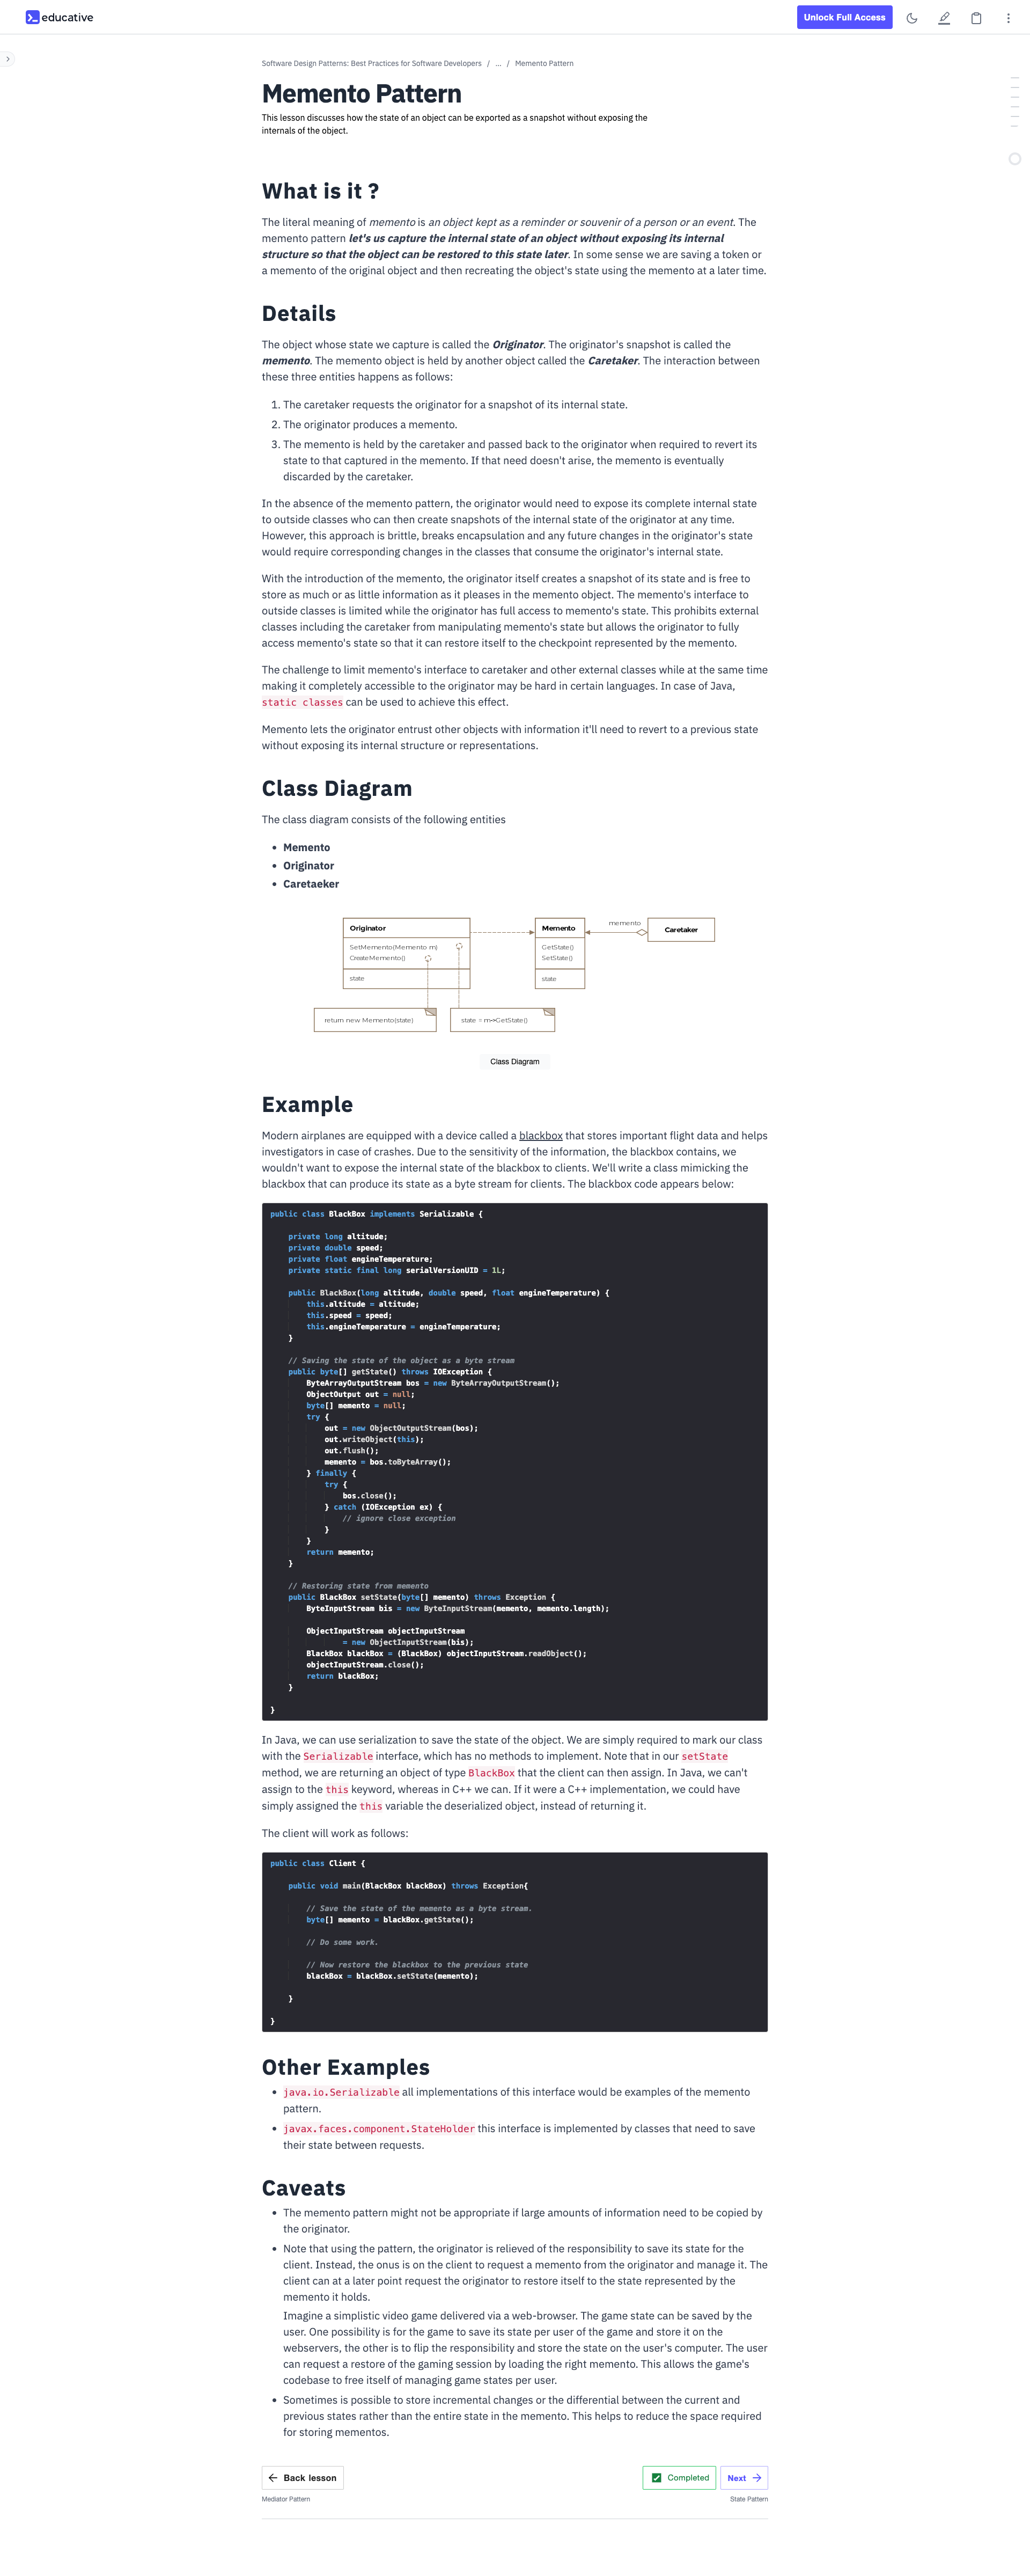 educative
Unlock Full Access
Software Design Patterns: Best Practices for Software Developers / ... / Memento Pattern
Memento Pattern
This lesson discusses how the state of an object can be exported as a snapshot without exposing the
internals of the object.
What is it ?
The literal meaning of memento is an object kept as a reminder or souvenir of a person or an event. The
memento pattern let's us capture the internal state of an object without exposing its internal
structure so that the object can be restored to this state later. In some sense we are saving a token or
a memento of the original object and then recreating the object's state using the memento at a later time.
Details
The object whose state we capture is called the Originator. The originator's snapshot is called the
memento. The memento object is held by another object called the Caretaker. The interaction between
these three entities happens as follows:
1. The caretaker requests the originator for a snapshot of its internal state.
2. The originator produces a memento.
3. The memento is held by the caretaker and passed back to the originator when required to revert its
state to that captured in the memento. If that need doesn't arise, the memento is eventually
discarded by the caretaker.
In the absence of the memento pattern, the originator would need to expose its complete internal state
to outside classes who can then create snapshots of the internal state of the originator at any time.
However, this approach is brittle, breaks encapsulation and any future changes in the originator's state
would require corresponding changes in the classes that consume the originator's internal state.
With the introduction of the memento, the originator itself creates a snapshot of its state and is free to
store as much or as little information as it pleases in the memento object. The memento's interface to
outside classes is limited while the originator has full access to memento's state. This prohibits external
classes including the caretaker from manipulating memento's state but allows the originator to fully
access memento's state so that it can restore itself to the checkpoint represented by the memento.
The challenge to limit memento's interface to caretaker and other external classes while at the same time
making it completely accessible to the originator may be hard in certain languages. In case of Java,
static classes can be used to achieve this effect.
Memento lets the originator entrust other objects with information it'll need to revert to a previous state
without exposing its internal structure or representations.
Class Diagram
The class diagram consists of the following entities
• Memento
• Originator
• Caretaeker
Originator
SetMemento(Memento m)
CreateMemento()
state
Memento
GetState()
SetState()
state
memento
Caretaker
return new Memento(state)
state = m->GetState()
Class Diagram
Example
Modern airplanes are equipped with a device called a blackbox that stores important flight data and helps
investigators in case of crashes. Due to the sensitivity of the information, the blackbox contains, we
wouldn't want to expose the internal state of the blackbox to clients. We'll write a class mimicking the
blackbox that can produce its state as a byte stream for clients. The blackbox code appears below:
public class BlackBox implements Serializable {
private long altitude;
private double speed;
private float engineTemperature;
private static final long serialVersionUID = 1L;
public BlackBox(long altitude, double speed, float engineTemperature) {
this.altitude = altitude;
this.speed = speed;
this.engineTemperature = engineTemperature;
}
// Saving the state of the object as a byte stream
public byte[] getState() throws IOException {
ByteArrayOutputStream bos = new ByteArrayOutputStream();
ObjectOutput out = null;
byte[] memento = null;
try {
out = new ObjectOutputStream(bos);
out.writeObject(this);
out.flush();
memento = bos.toByteArray();
} finally {
try {
bos.close();
} catch (IOException ex) {
// ignore close exception
}
}
return memento;
}
// Restoring state from memento
public BlackBox setState(byte[] memento) throws Exception {
ByteInputStream bis = new ByteInputStream(memento, memento.length);
ObjectInputStream objectInputStream
= new ObjectInputStream(bis);
BlackBox blackBox = (BlackBox) objectInputStream.readObject();
objectInputStream.close();
return blackBox;
}
}
In Java, we can use serialization to save the state of the object. We are simply required to mark our class
with the Serializable interface, which has no methods to implement. Note that in our setState
method, we are returning an object of type BlackBox that the client can then assign. In Java, we can't
assign to the this keyword, whereas in C++ we can. If it were a C++ implementation, we could have
simply assigned the this variable the deserialized object, instead of returning it.
The client will work as follows:
public class Client {
public void main(BlackBox blackBox) throws Exception{
// Save the state of the memento as a byte stream.
byte[] memento = blackBox.getState();
// Do some work.
// Now restore the blackbox to the previous state
blackBox = blackBox.setState(memento);
}
}
Other Examples
• java.io.Serializable all implementations of this interface would be examples of the memento
pattern.
• javax.faces.component.StateHolder this interface is implemented by classes that need to save
their state between requests.
Caveats
• The memento pattern might not be appropriate if large amounts of information need to be copied by
the originator.
• Note that using the pattern, the originator is relieved of the responsibility to save its state for the
client. Instead, the onus is on the client to request a memento from the originator and manage it. The
client can at a later point request the originator to restore itself to the state represented by the
memento it holds.
Imagine a simplistic video game delivered via a web-browser. The game state can be saved by the
user. One possibility is for the game to save its state per user of the game and store it on the
webservers, the other is to flip the responsibility and store the state on the user's computer. The user
can request a restore of the gaming session by loading the right memento. This allows the game's
codebase to free itself of managing game states per user.
• Sometimes is possible to store incremental changes or the differential between the current and
previous states rather than the entire state in the memento. This helps to reduce the space required
for storing mementos.
Back lesson
Completed
Next
Mediator Pattern
State Pattern